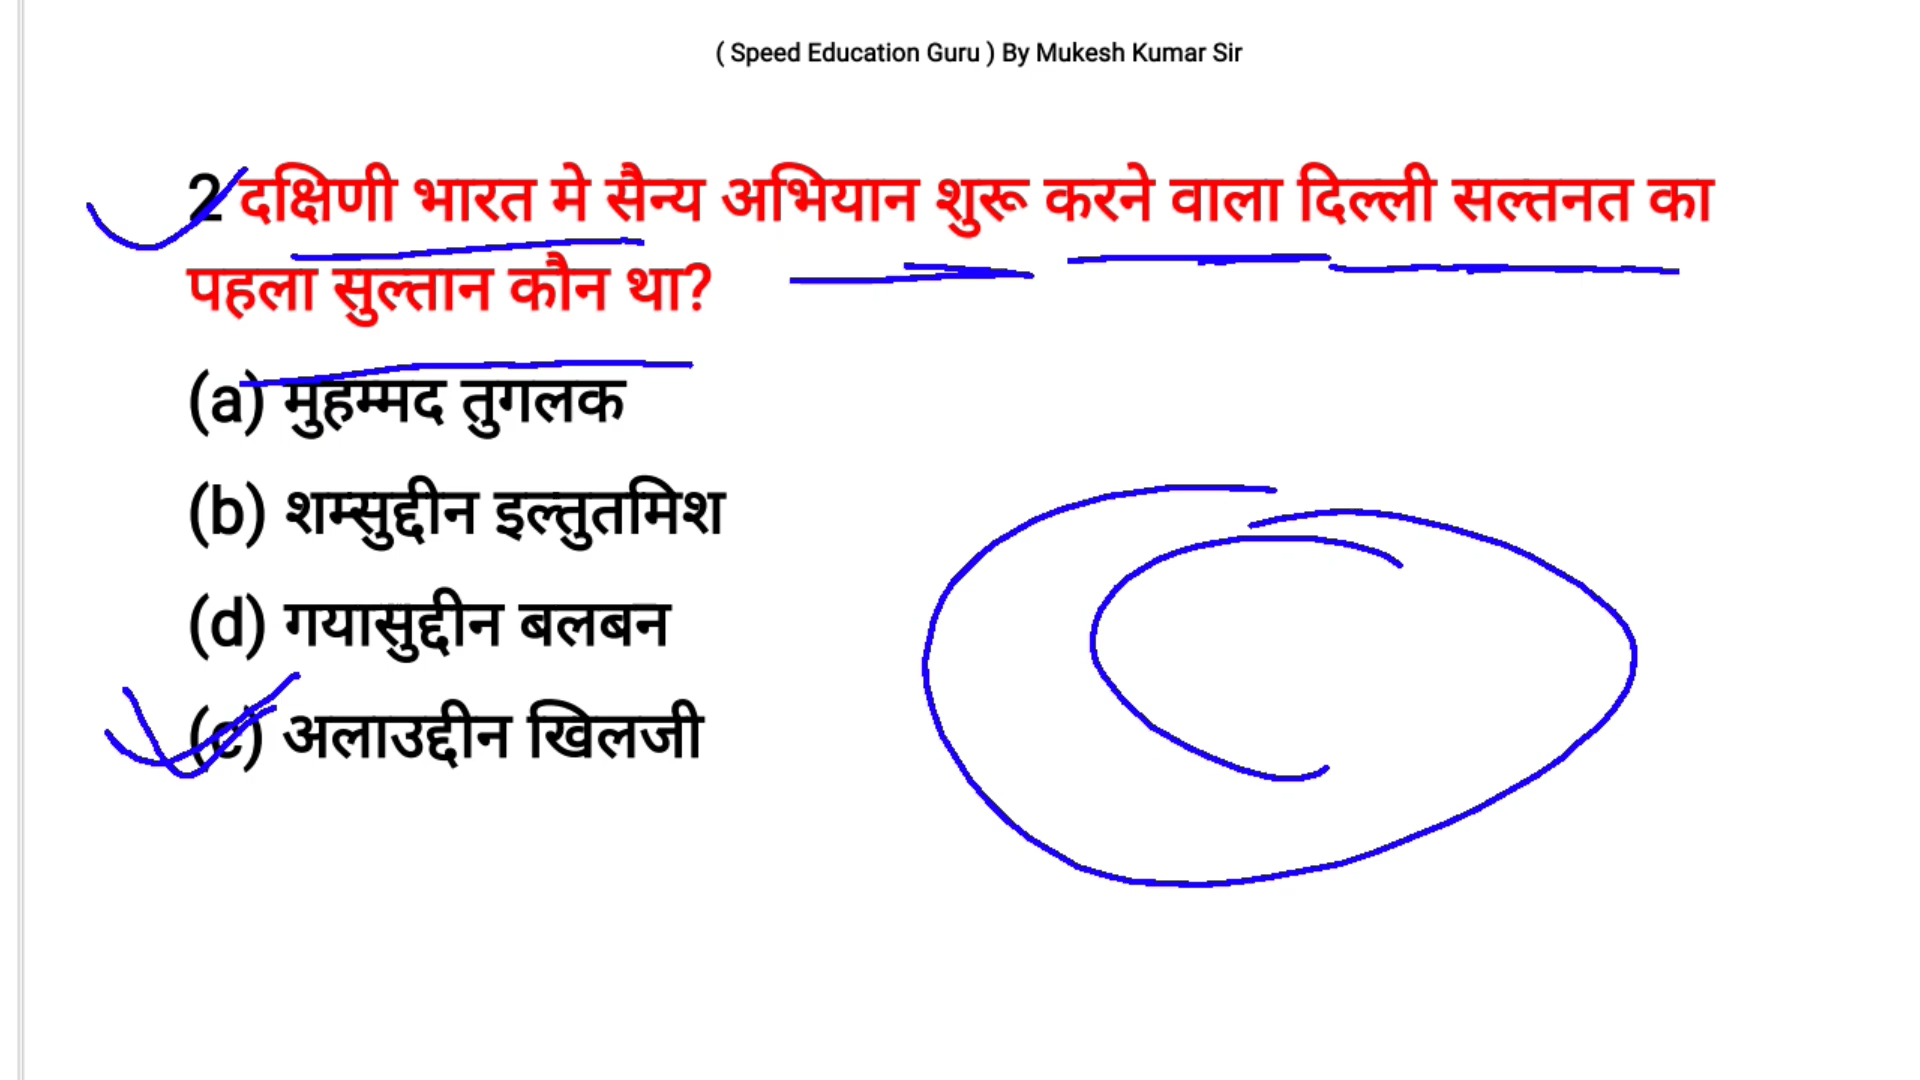 ( Speed Education Guru ) By Mukesh Kumar Sir
2 दक्षिणी भारत मे सैन्य अभियान शुरू करने वाला दिल्ली सल्तनत का
पहला सुल्तान कौन था?
(a) मुहम्मद तुगलक
(b) शम्सुद्दीन इल्तुतमिश
(d) गयासुद्दीन बलबन
(c) अलाउद्दीन खिलजी